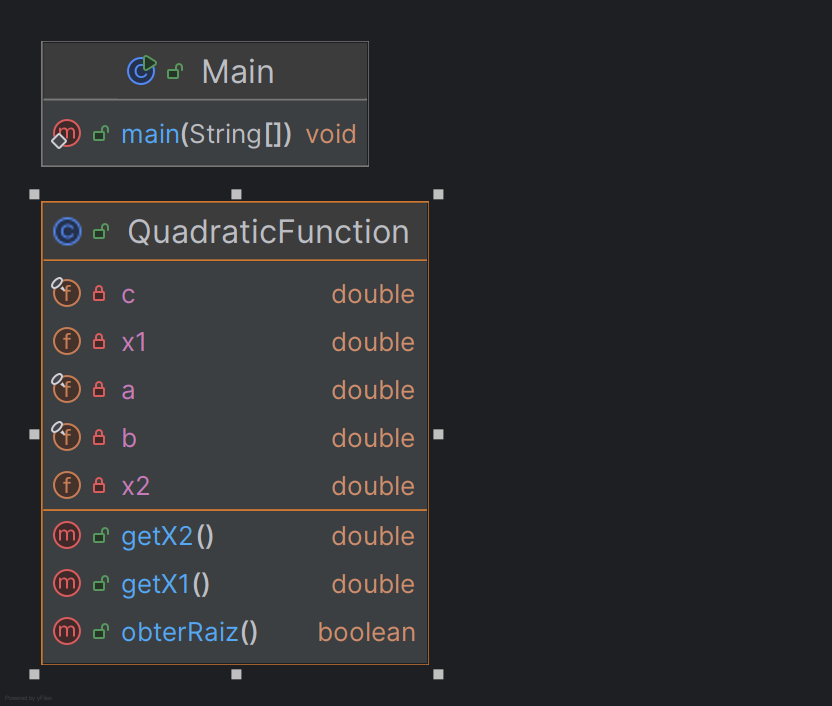 Main
main(String[]) void
QuadraticFunction
c double
x1 double
a double
b double
x2 double
getX2() double
getX1() double
obterRaiz() boolean
Powered by yFiles